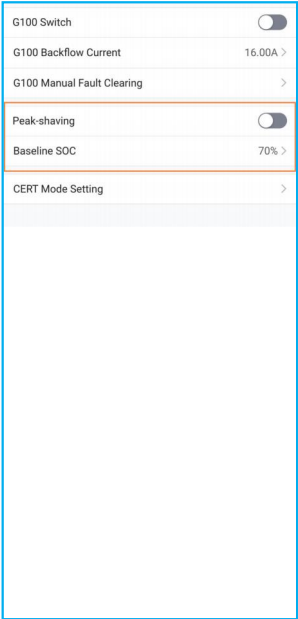 G100 Switch
G100 Backflow Current 16.00A >
G100 Manual Fault Clearing >
Peak-shaving
Baseline SOC 70% >
CERT Mode Setting >